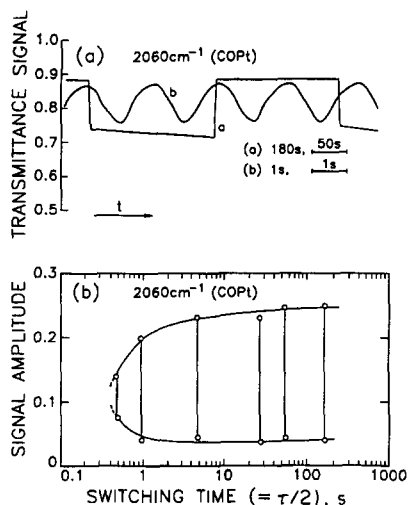 (a) 2060cm⁻¹ (COPt)
TRANSMITTANCE SIGNAL
1.0
0.9
0.8
0.7
0.6
0.5
b
a
(a) 180s, 50s
(b) 1s, 1s
t
(b) 2060cm⁻¹ (COPt)
SIGNAL AMPLITUDE
0.3
0.2
0.1
0
0.1 1 10 100 1000
SWITCHING TIME (= τ/2), s